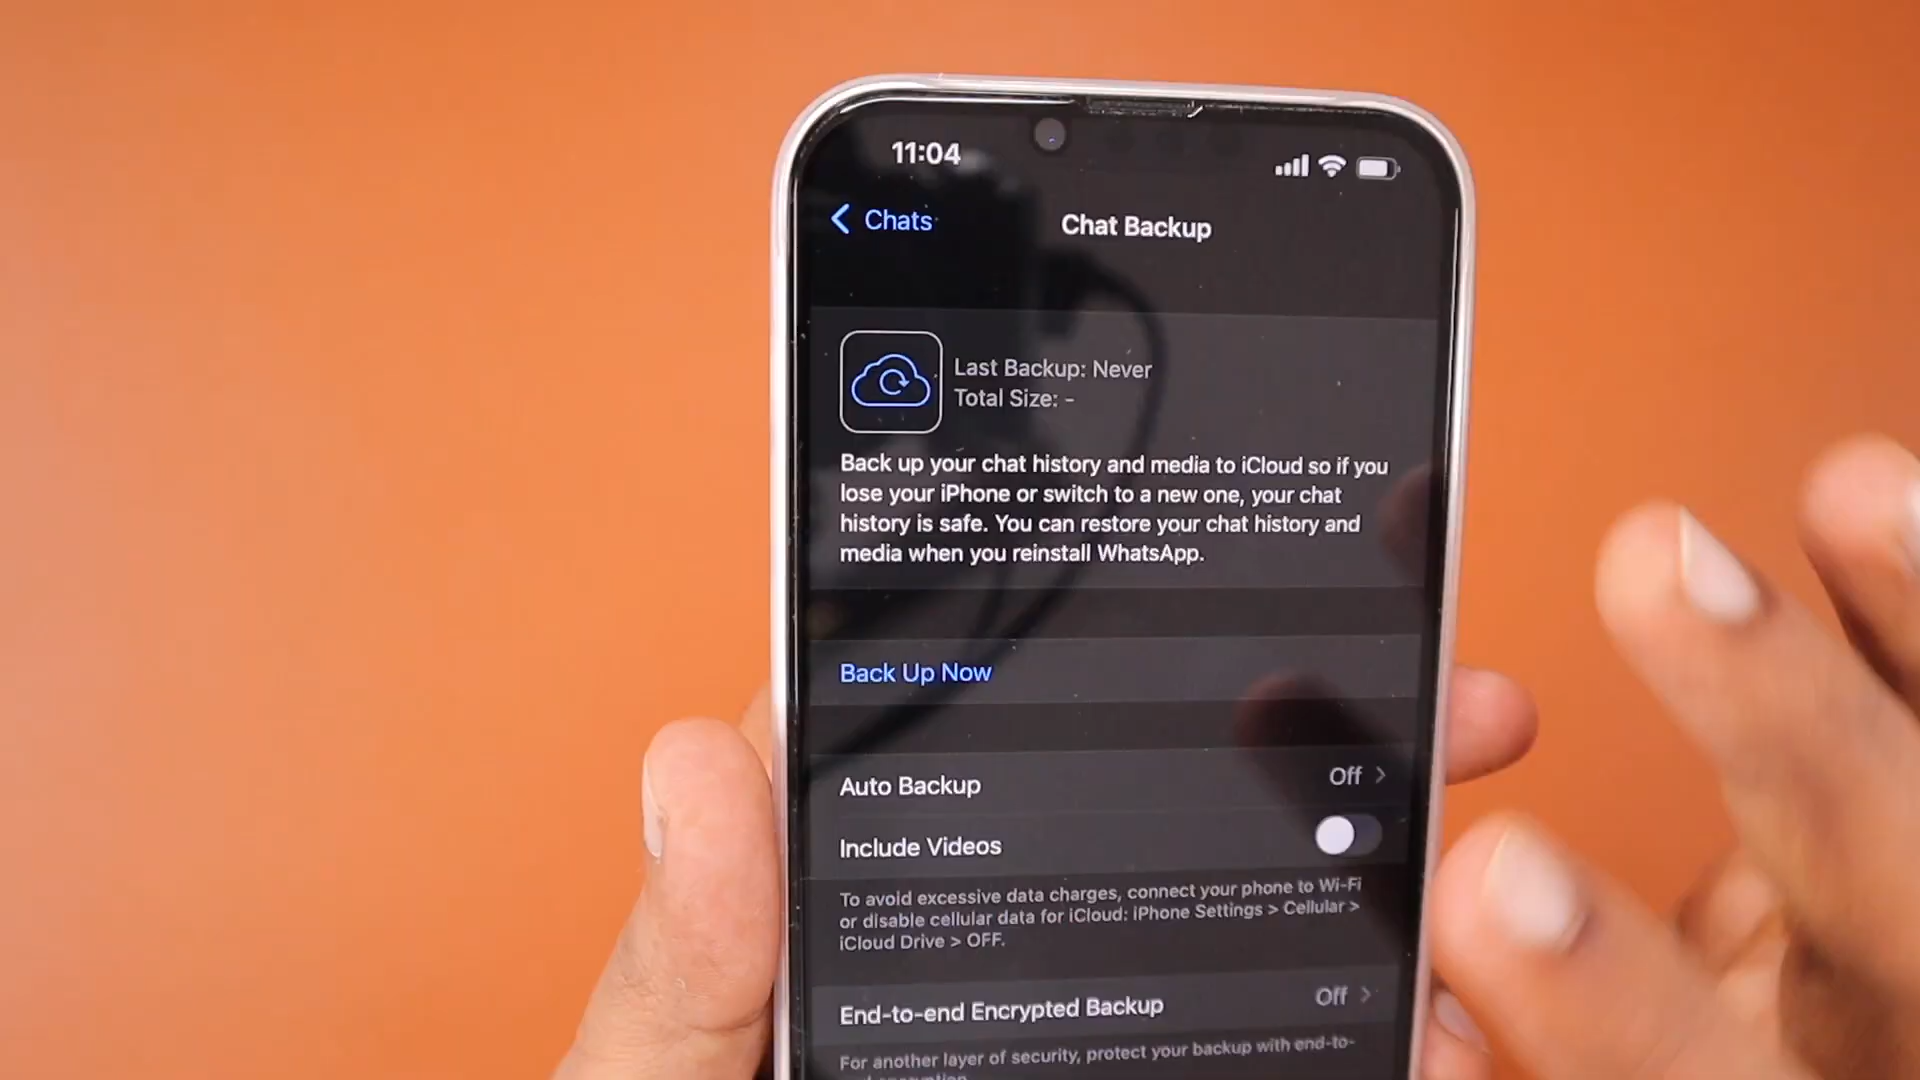 11:04
Chats
Chat Backup
Last Backup: Never
Total Size: -
Back up your chat history and media to iCloud so if you
lose your iPhone or switch to a new one, your chat
history is safe. You can restore your chat history and
media when you reinstall WhatsApp.
Back Up Now
Auto Backup
Off
Include Videos
To avoid excessive data charges, connect your phone to Wi-Fi
or disable cellular data for iCloud: iPhone Settings > Cellular >
iCloud Drive > OFF.
End-to-end Encrypted Backup
Off
For another layer of security, protect your backup with end-to-